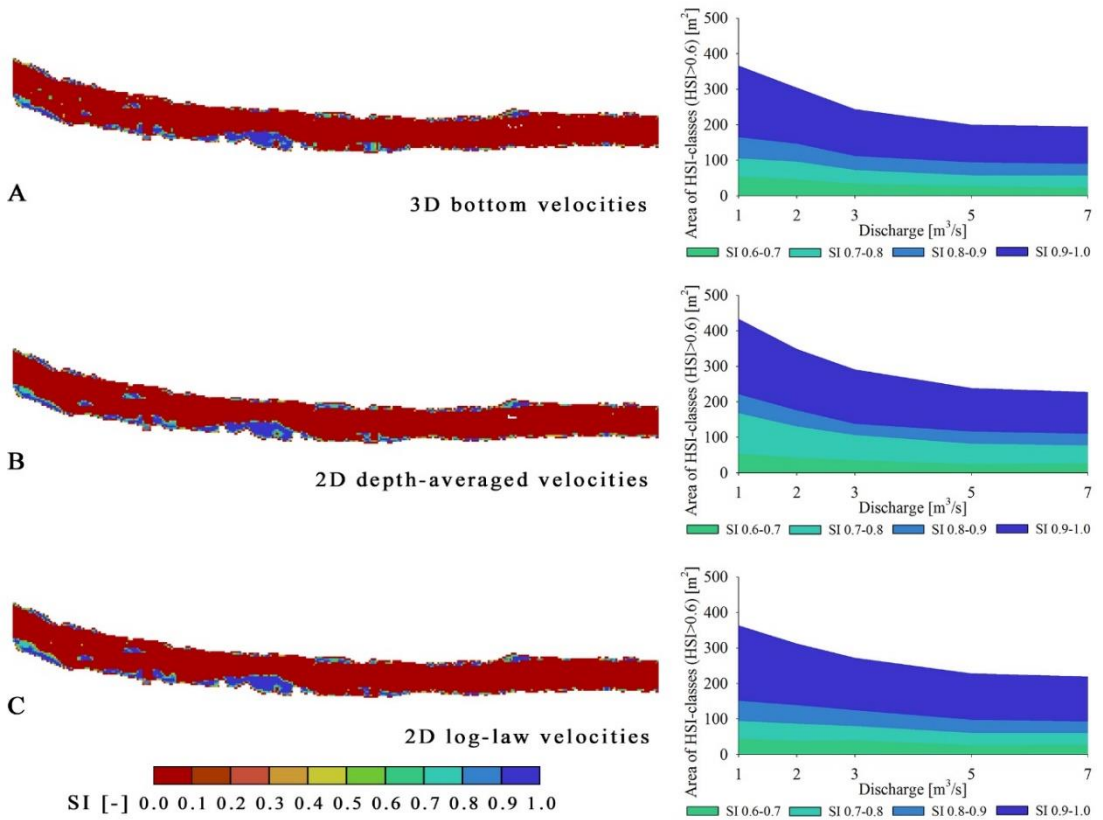 A
3D bottom velocities
Area of HSI-classes (HSI>0.6) [m²]
500
400
300
200
100
0
1 2 3 5 7
Discharge [m³/s]
SI 0.6-0.7 SI 0.7-0.8 SI 0.8-0.9 SI 0.9-1.0
B
2D depth-averaged velocities
Area of HSI-classes (HSI>0.6) [m²]
500
400
300
200
100
0
1 2 3 5 7
Discharge [m³/s]
SI 0.6-0.7 SI 0.7-0.8 SI 0.8-0.9 SI 0.9-1.0
C
2D log-law velocities
SI [-] 0.0 0.1 0.2 0.3 0.4 0.5 0.6 0.7 0.8 0.9 1.0
Area of HSI-classes (HSI>0.6) [m²]
500
400
300
200
100
0
1 2 3 5 7
Discharge [m³/s]
SI 0.6-0.7 SI 0.7-0.8 SI 0.8-0.9 SI 0.9-1.0